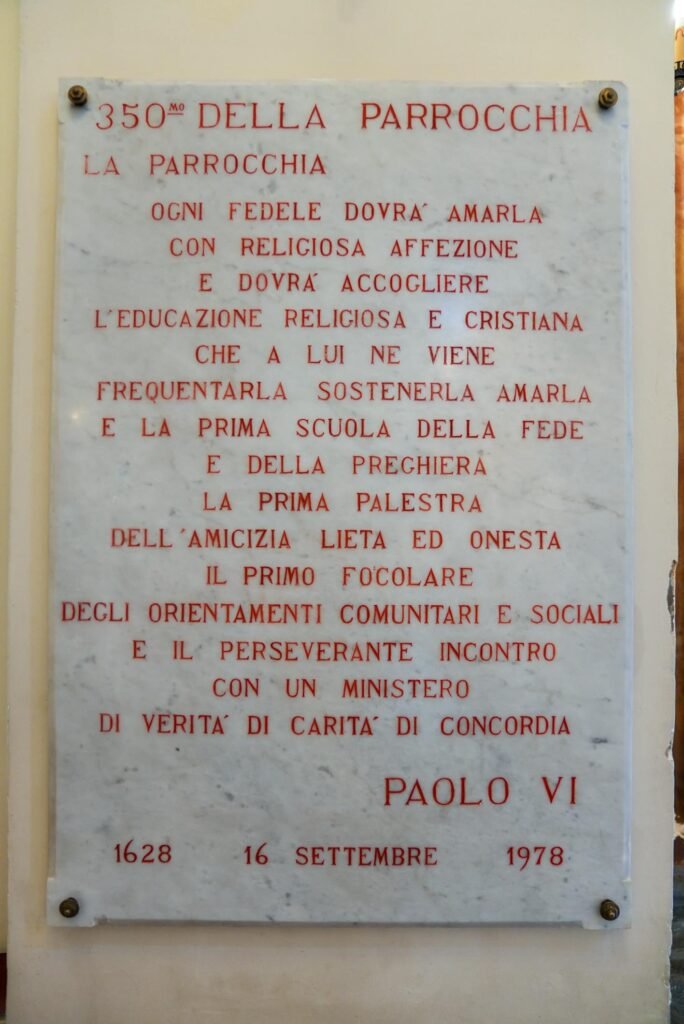 350mo DELLA PARROCCHIA
LA PARROCCHIA
OGNI FEDELE DOVRA' AMARLA
CON RELIGIOSA AFFEZIONE
E DOVRA' ACCOGLIERE
L'EDUCAZIONE RELIGIOSA E CRISTIANA
CHE A LUI NE VIENE
FREQUENTARLA SOSTENERLA AMARLA
E LA PRIMA SCUOLA DELLA FEDE
E DELLA PREGHIERA
LA PRIMA PALESTRA
DELL'AMICIZIA LIETA ED ONESTA
IL PRIMO FOCOLARE
DEGLI ORIENTAMENTI COMUNITARI E SOCIALI
E IL PERSEVERANTE INCONTRO
CON UN MINISTERO
DI VERITA' DI CARITA' DI CONCORDIA
PAOLO VI
1628 16 SETTEMBRE 1978